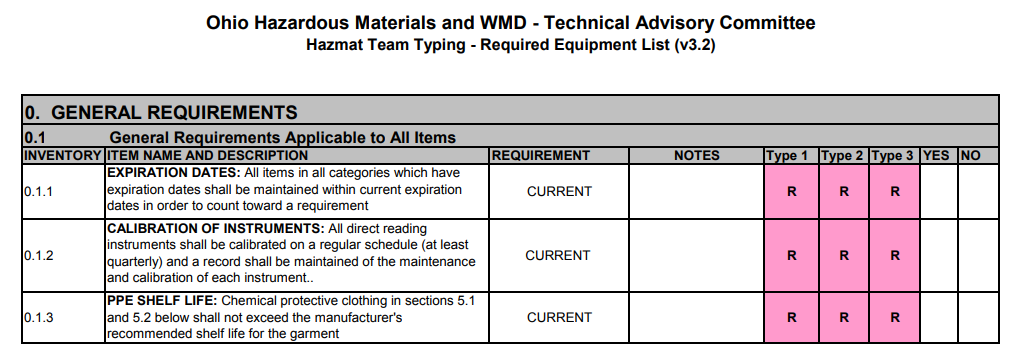 Ohio Hazardous Materials and WMD - Technical Advisory Committee
Hazmat Team Typing - Required Equipment List (v3.2)
0. GENERAL REQUIREMENTS
0.1 General Requirements Applicable to All Items
INVENTORY ITEM NAME AND DESCRIPTION REQUIREMENT NOTES Type 1 Type 2 Type 3 YES NO
EXPIRATION DATES: All items in all categories which have
0.1.1 expiration dates shall be maintained within current expiration CURRENT R R R
dates in order to count toward a requirement
CALIBRATION OF INSTRUMENTS: All direct reading
instruments shall be calibrated on a regular schedule (at least
0.1.2 quarterly) and a record shall be maintained of the maintenance CURRENT R R R
and calibration of each instrument..
PPE SHELF LIFE: Chemical protective clothing in sections 5.1
0.1.3 and 5.2 below shall not exceed the manufacturer's CURRENT R R R
recommended shelf life for the garment